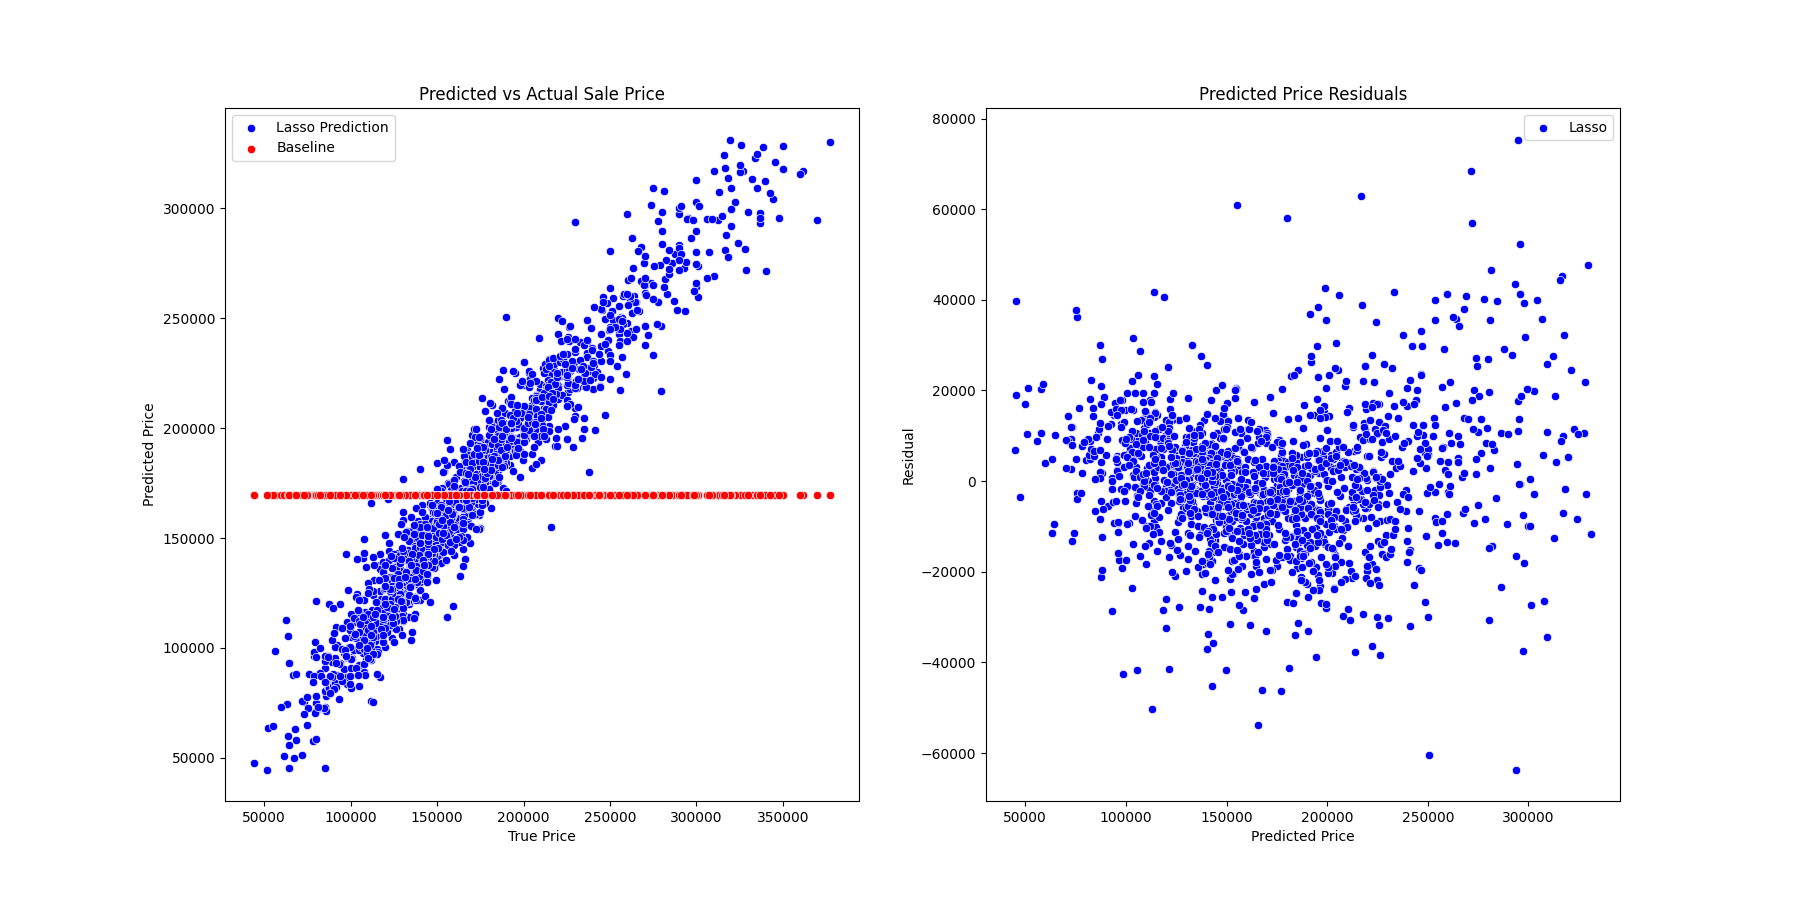 Predicted vs Actual Sale Price
Lasso Prediction
Baseline
Predicted Price
300000
250000
200000
150000
100000
50000
50000 100000 150000 200000 250000 300000 350000
True Price
Predicted Price Residuals
Lasso
Residual
80000
60000
40000
20000
0
−20000
−40000
−60000
50000 100000 150000 200000 250000 300000
Predicted Price